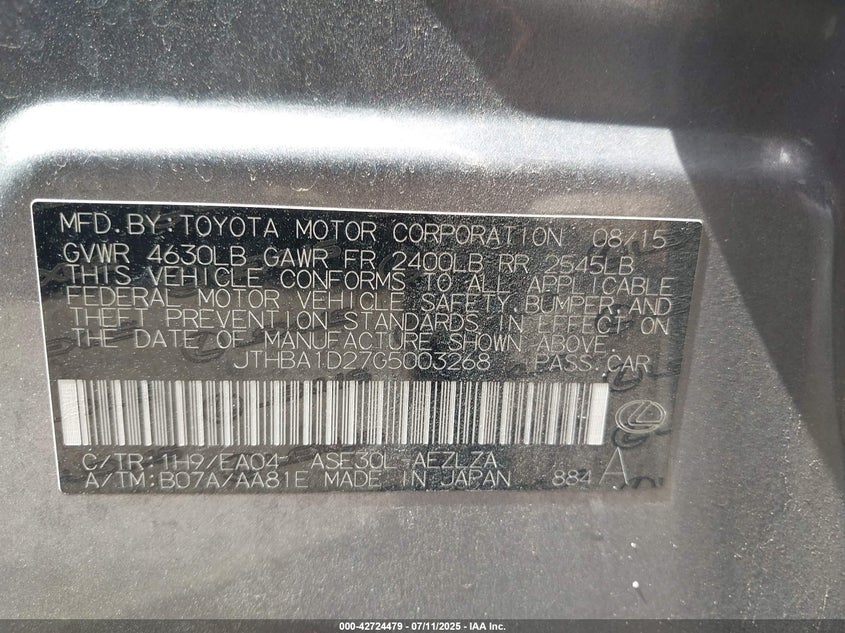 MFD.BY:TOYOTA MOTOR CORPORATION 08/15
GVWR 4630LB GAWR FR 2400LB RR 2545LB
THIS VEHICLE CONFORMS TO ALL APPLICABLE
FEDERAL MOTOR VEHICLE SAFETY,BUMPER,AND
THEFT PREVENTION STANDARDS IN EFFECT ON
THE DATE OF MANUFACTURE SHOWN ABOVE.
JTHBA1D27G5003268 PASS.CAR
C/TR:1H9/EA04 ASE30L AEZLZA
A/TM:B07A/AA81E MADE IN JAPAN 884 A
000-42724479 - 07/11/2025 - IAA Inc.